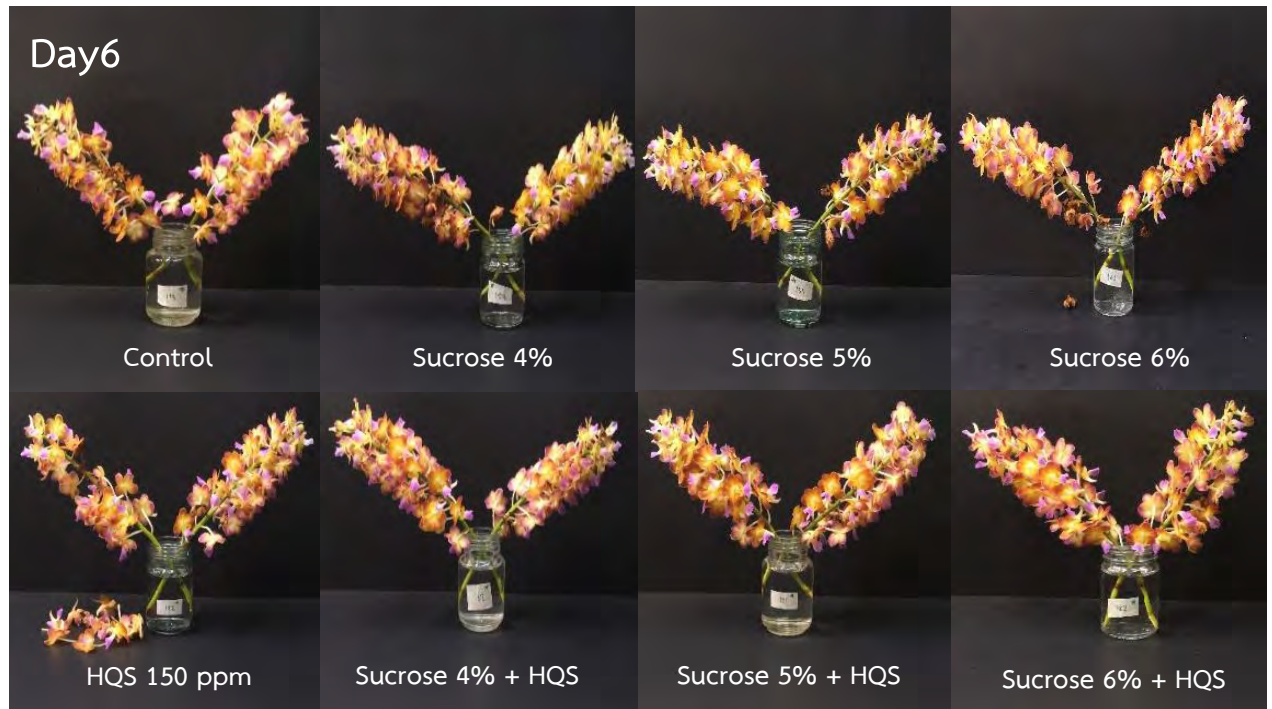 Day6
Control
Sucrose 4%
Sucrose 5%
Sucrose 6%
HQS 150 ppm
Sucrose 4% + HQS
Sucrose 5% + HQS
Sucrose 6% + HQS